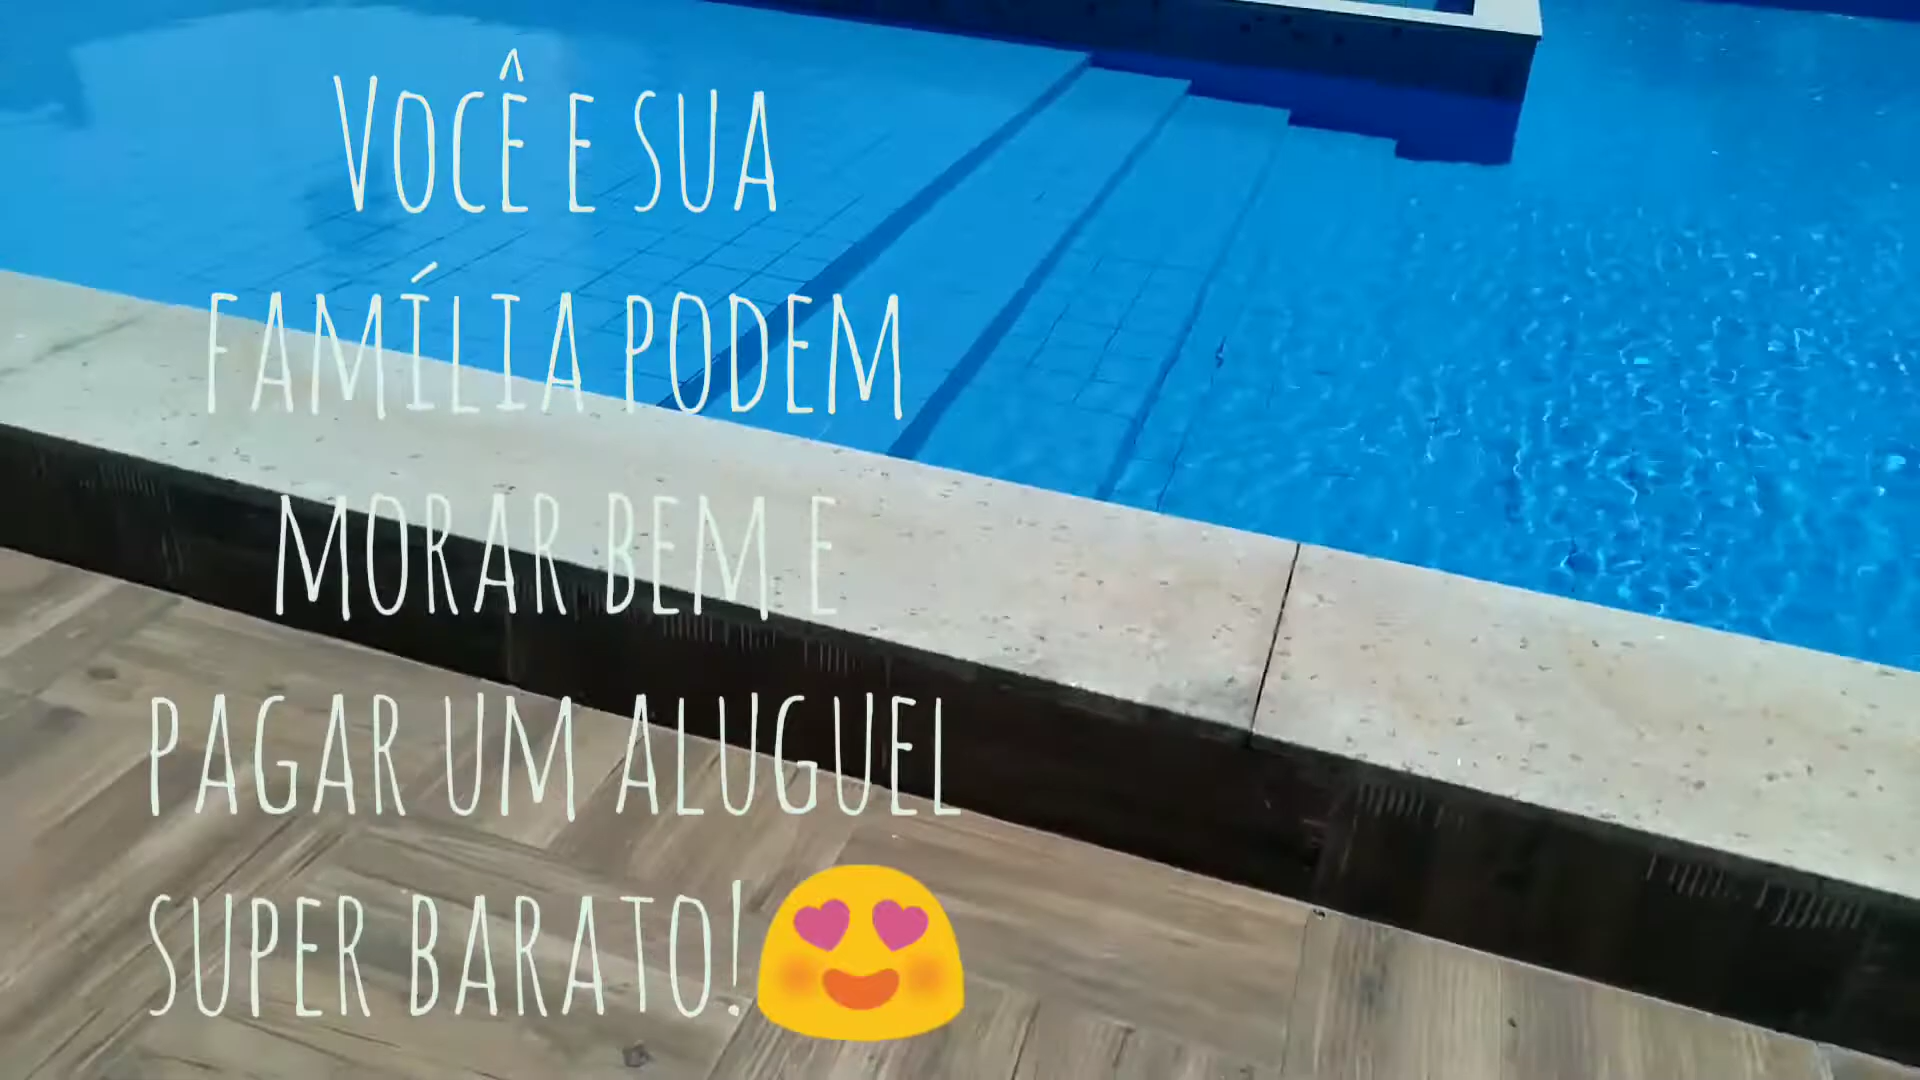 VOCÊ E SUA
FAMÍLIA PODEM
MORAR BEM E
PAGAR UM ALUGUEL
SUPER BARATO!😍